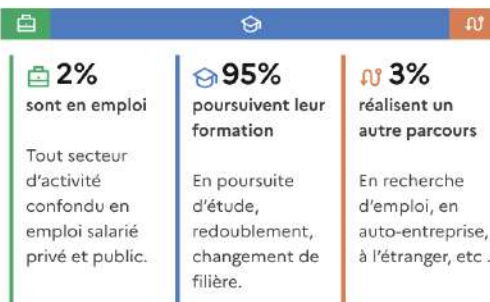 2%
sont en emploi
Tout secteur
d'activité
confondu en
emploi salarié
privé et public.
95%
poursuivent leur
formation
En poursuite
d'étude,
redoublement,
changement de
filière.
3%
réalisent un
autre parcours
En recherche
d'emploi, en
auto-entreprise,
à l'étranger, etc .